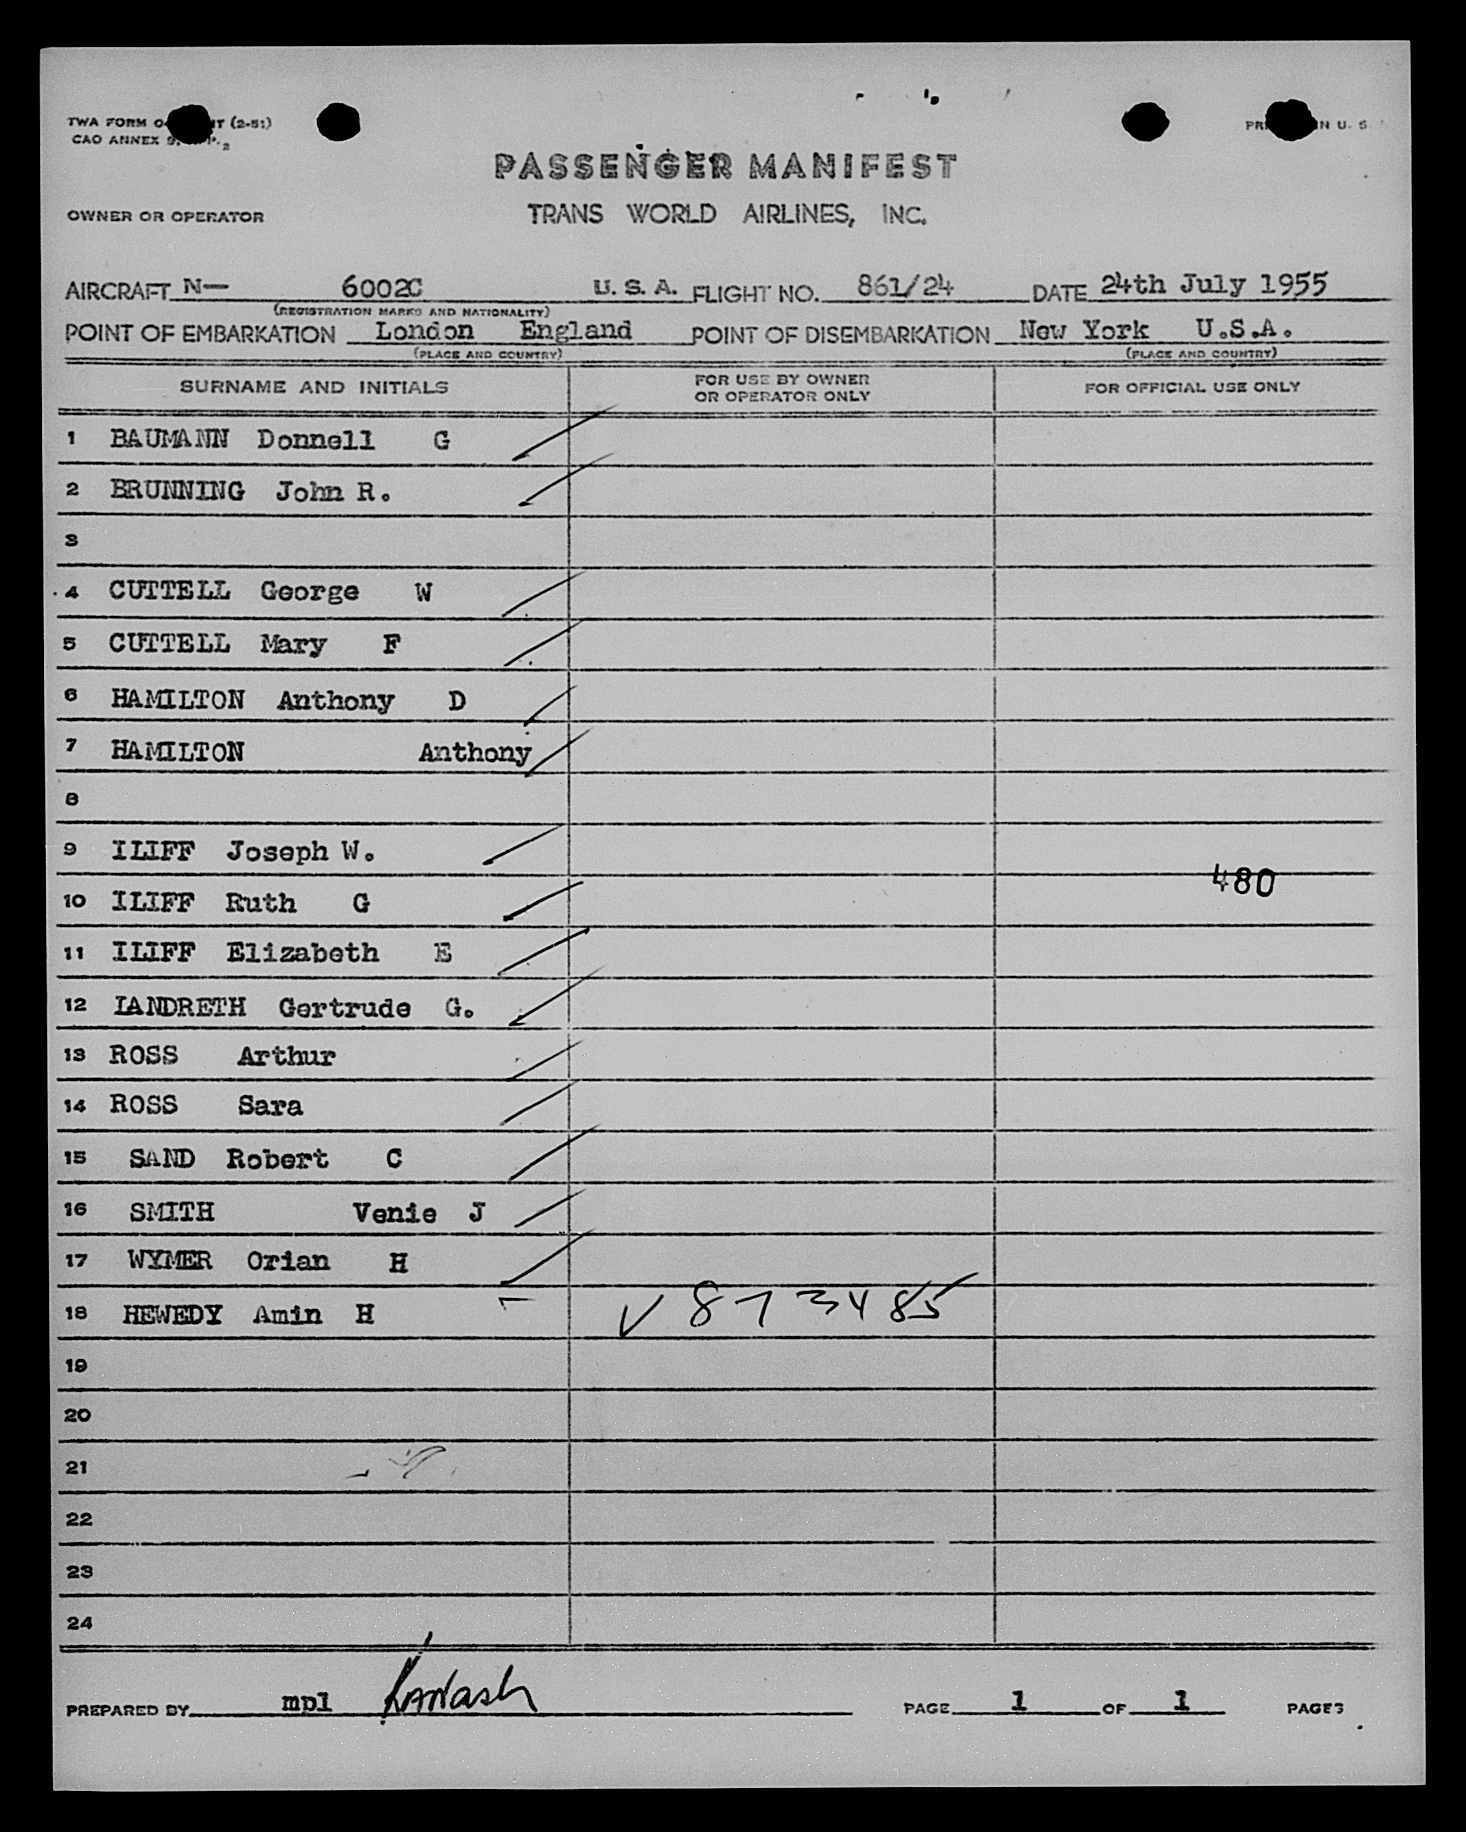 TWA FORM (2-51)
CAO ANNEX 9,
IN U. S.
PASSENGER MANIFEST
OWNER OR OPERATOR
TRANS WORLD AIRLINES, INC.
AIRCRAFT N— 6002C U. S. A. FLIGHT NO. 861/24 DATE 24th July 1955
(REGISTRATION MARKS AND NATIONALITY)
POINT OF EMBARKATION London England POINT OF DISEMBARKATION New York U.S.A.
(PLACE AND COUNTRY) (PLACE AND COUNTRY)
SURNAME AND INITIALS
FOR USE BY OWNER
OR OPERATOR ONLY
FOR OFFICIAL USE ONLY
1 BAUMANN Donnell G
2 BRUNNING John R.
3
4 CUTTELL George W
5 CUTTELL Mary F
6 HAMILTON Anthony D
7 HAMILTON Anthony
8
9 ILIFF Joseph W.
480
10 ILIFF Ruth G
11 ILIFF Elizabeth E
12 LANDRETH Gertrude G.
13 ROSS Arthur
14 ROSS Sara
15 SAND Robert C
16 SMITH Venie J
17 WYMER Orian H
18 HEWEDY Amin H V 873485
19
20
21
22
23
24
PREPARED BY mpl
PAGE 1 OF 1 PAGES